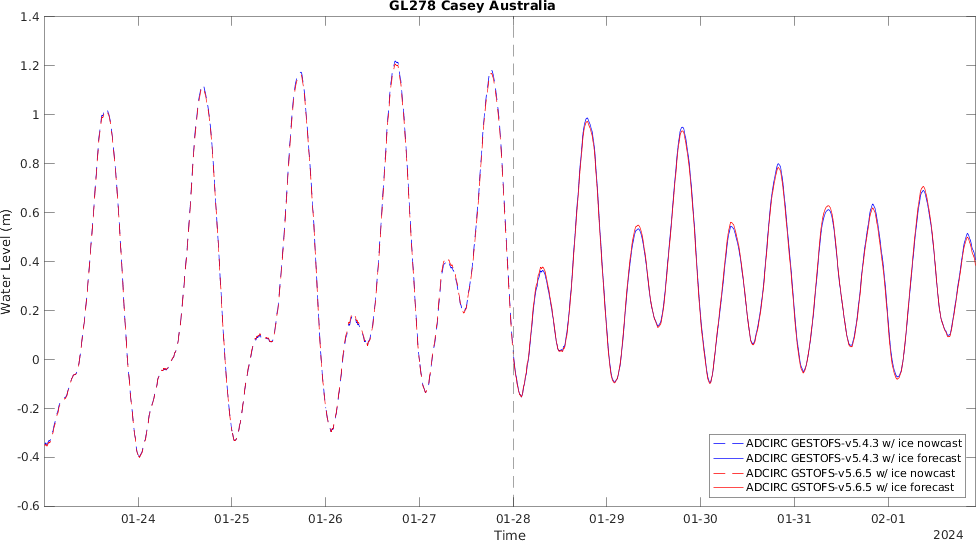 GL278 Casey Australia
1.4
1.2
1
0.8
0.6
0.4
0.2
0
-0.2
-0.4
-0.6
Water Level (m)
01-24 01-25 01-26 01-27 01-28 01-29 01-30 01-31 02-01
Time
2024
ADCIRC GESTOFS-v5.4.3 w/ ice nowcast
ADCIRC GESTOFS-v5.4.3 w/ ice forecast
ADCIRC GSTOFS-v5.6.5 w/ ice nowcast
ADCIRC GSTOFS-v5.6.5 w/ ice forecast